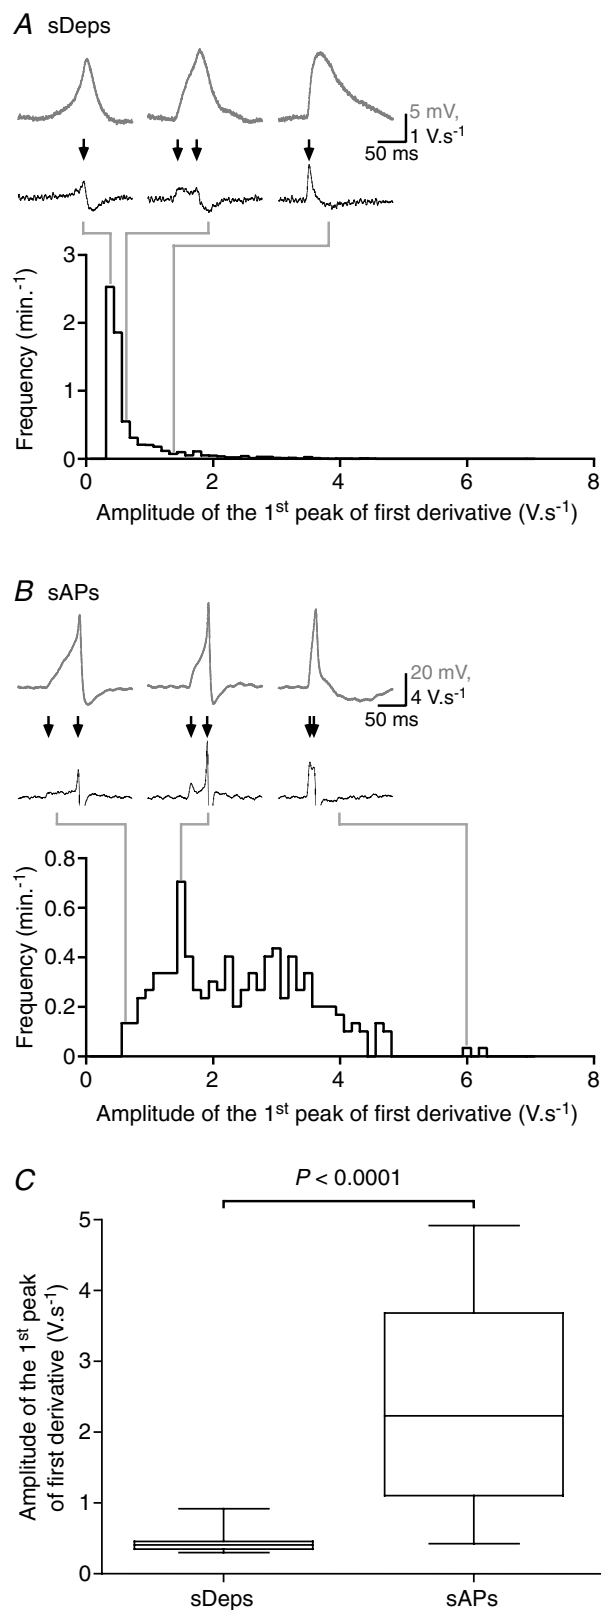 A sDeps
5 mV,
1 V.s⁻¹
50 ms
3
2
1
0
Frequency (min.⁻¹)
0 2 4 6 8
Amplitude of the 1ˢᵗ peak of first derivative (V.s⁻¹)
B sAPs
20 mV,
4 V.s⁻¹
50 ms
0.8
0.6
0.4
0.2
0
Frequency (min.⁻¹)
0 2 4 6 8
Amplitude of the 1ˢᵗ peak of first derivative (V.s⁻¹)
C
P < 0.0001
5
4
3
2
1
0
Amplitude of the 1ˢᵗ peak
of first derivative (V.s⁻¹)
sDeps sAPs